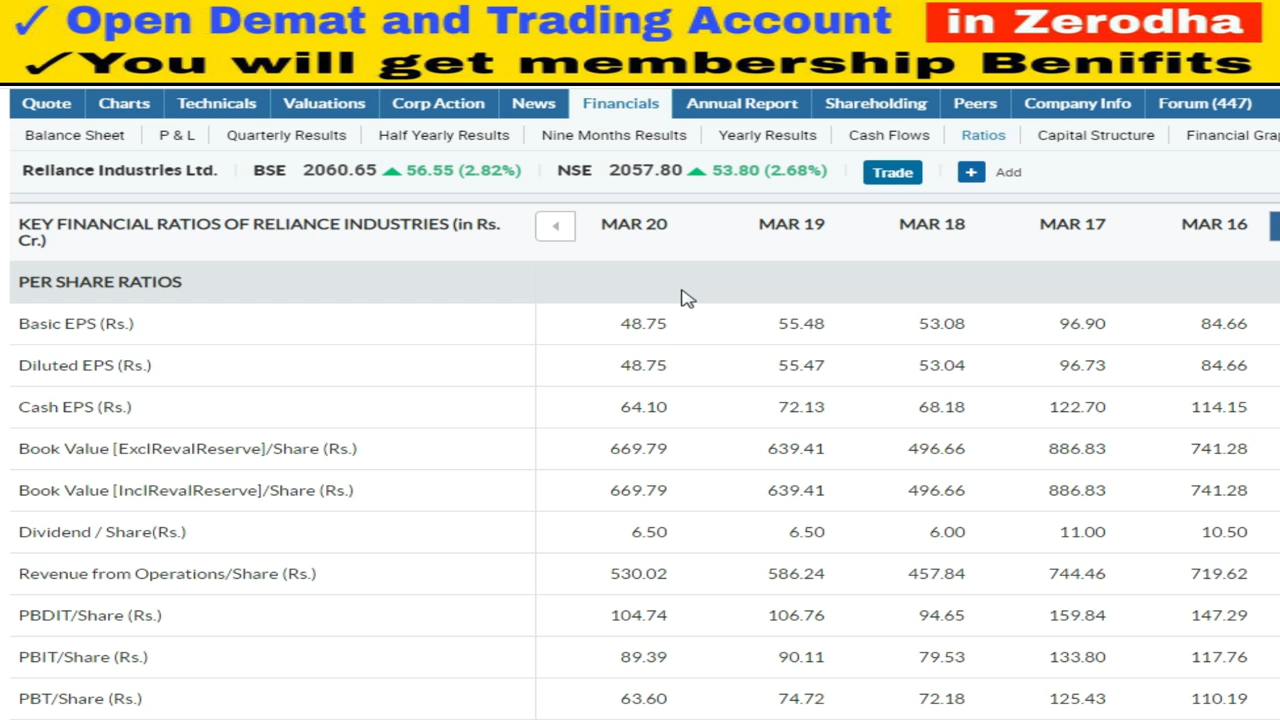 ✓ Open Demat and Trading Account in Zerodha
✓You will get membership Benifits
Quote Charts Technicals Valuations Corp Action News Financials Annual Report Shareholding Peers Company Info Forum (447)
Balance Sheet P & L Quarterly Results Half Yearly Results Nine Months Results Yearly Results Cash Flows Ratios Capital Structure Financial Gra
Reliance Industries Ltd. BSE 2060.65 56.55 (2.82%) NSE 2057.80 53.80 (2.68%) Trade + Add
KEY FINANCIAL RATIOS OF RELIANCE INDUSTRIES (in Rs. Cr.) MAR 20 MAR 19 MAR 18 MAR 17 MAR 16
PER SHARE RATIOS
Basic EPS (Rs.) 48.75 55.48 53.08 96.90 84.66
Diluted EPS (Rs.) 48.75 55.47 53.04 96.73 84.66
Cash EPS (Rs.) 64.10 72.13 68.18 122.70 114.15
Book Value [ExclRevalReserve]/Share (Rs.) 669.79 639.41 496.66 886.83 741.28
Book Value [InclRevalReserve]/Share (Rs.) 669.79 639.41 496.66 886.83 741.28
Dividend / Share(Rs.) 6.50 6.50 6.00 11.00 10.50
Revenue from Operations/Share (Rs.) 530.02 586.24 457.84 744.46 719.62
PBDIT/Share (Rs.) 104.74 106.76 94.65 159.84 147.29
PBIT/Share (Rs.) 89.39 90.11 79.53 133.80 117.76
PBT/Share (Rs.) 63.60 74.72 72.18 125.43 110.19